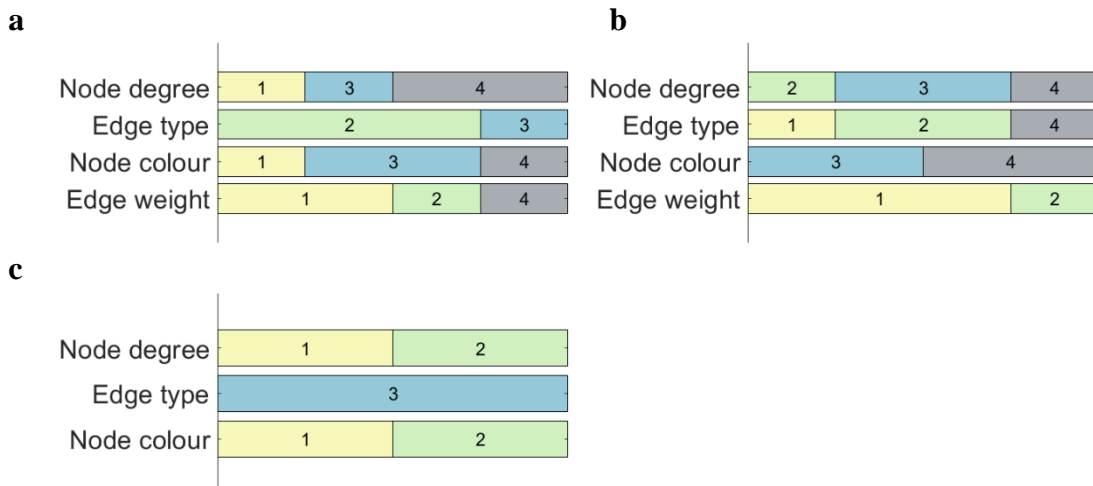 a
Node degree 1 3 4
Edge type 2 3
Node colour 1 3 4
Edge weight 1 2 4
b
Node degree 2 3 4
Edge type 1 2 4
Node colour 3 4
Edge weight 1 2
c
Node degree 1 2
Edge type 3
Node colour 1 2